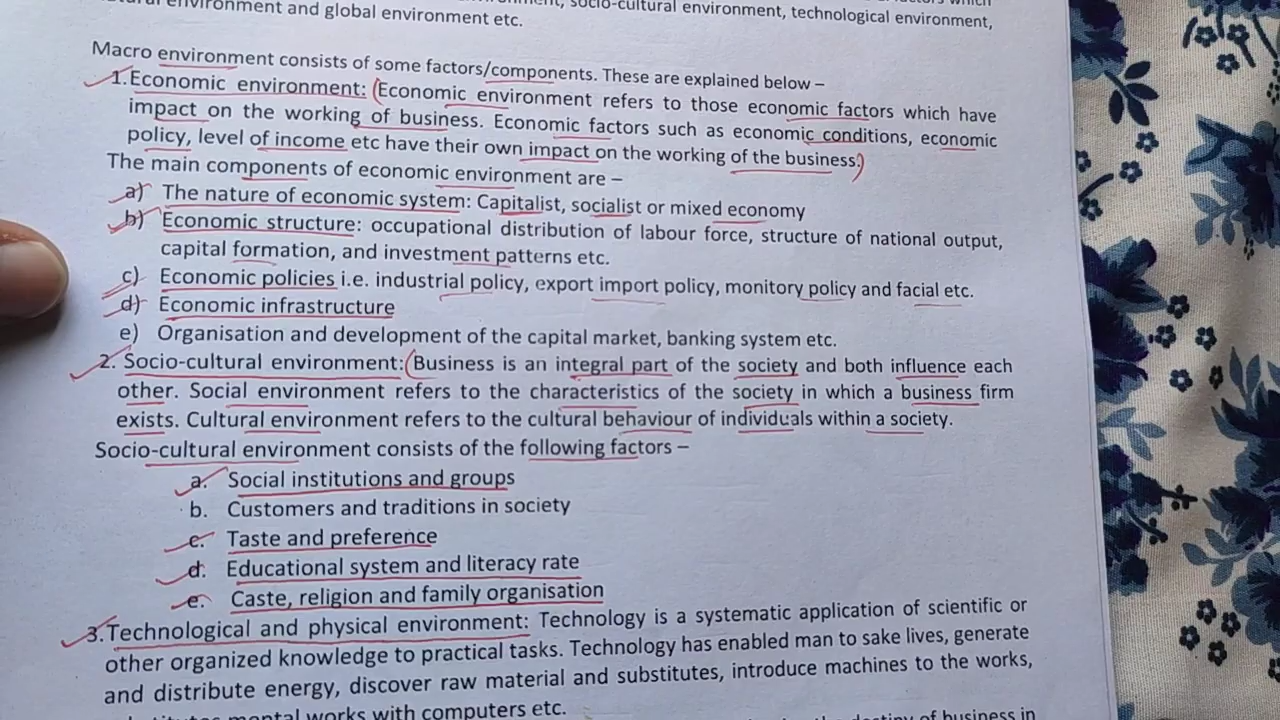 environment, socio-cultural environment, technological environment,
environment and global environment etc.
Macro environment consists of some factors/components. These are explained below –
1.Economic environment: (Economic environment refers to those economic factors which have
impact on the working of business. Economic factors such as economic conditions, economic
policy, level of income etc have their own impact on the working of the business.)
The main components of economic environment are –
a) The nature of economic system: Capitalist, socialist or mixed economy
b) Economic structure: occupational distribution of labour force, structure of national output,
capital formation, and investment patterns etc.
c) Economic policies i.e. industrial policy, export import policy, monitory policy and facial etc.
d) Economic infrastructure
e) Organisation and development of the capital market, banking system etc.
2. Socio-cultural environment: (Business is an integral part of the society and both influence each
other. Social environment refers to the characteristics of the society in which a business firm
exists. Cultural environment refers to the cultural behaviour of individuals within a society.
Socio-cultural environment consists of the following factors –
a. Social institutions and groups
b. Customers and traditions in society
c. Taste and preference
d. Educational system and literacy rate
e. Caste, religion and family organisation
3.Technological and physical environment: Technology is a systematic application of scientific or
other organized knowledge to practical tasks. Technology has enabled man to sake lives, generate
and distribute energy, discover raw material and substitutes, introduce machines to the works,
mental works with computers etc.
destiny of business in